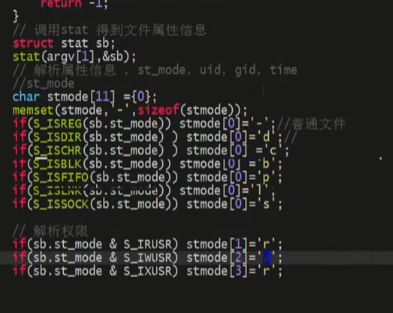 return -1;
}
// 调用stat 得到文件属性信息
struct stat sb;
stat(argv[1],&sb);
// 解析属性信息 , st_mode, uid, gid, time
//st_mode
char stmode[11] ={0};
memset(stmode,'-',sizeof(stmode));
if(S_ISREG(sb.st_mode)) stmode[0]='-';//普通文件
if(S_ISDIR(sb.st_mode) ) stmode[0]='d';//
if(S_ISCHR(sb.st_mode) ) stmode[0] ='c';
if(S_ISBLK(sb.st_mode)) stmode[0] ='b';
if(S_ISFIFO(sb.st_mode)) stmode[0]='p';
if(S_ISLNK(sb.st_mode)) stmode[0]='l';
if(S_ISSOCK(sb.st_mode)) stmode[0]='s';
// 解析权限
if(sb.st_mode & S_IRUSR) stmode[1]='r';
if(sb.st_mode & S_IWUSR) stmode[2]=' ';
if(sb.st_mode & S_IXUSR) stmode[3]='r';